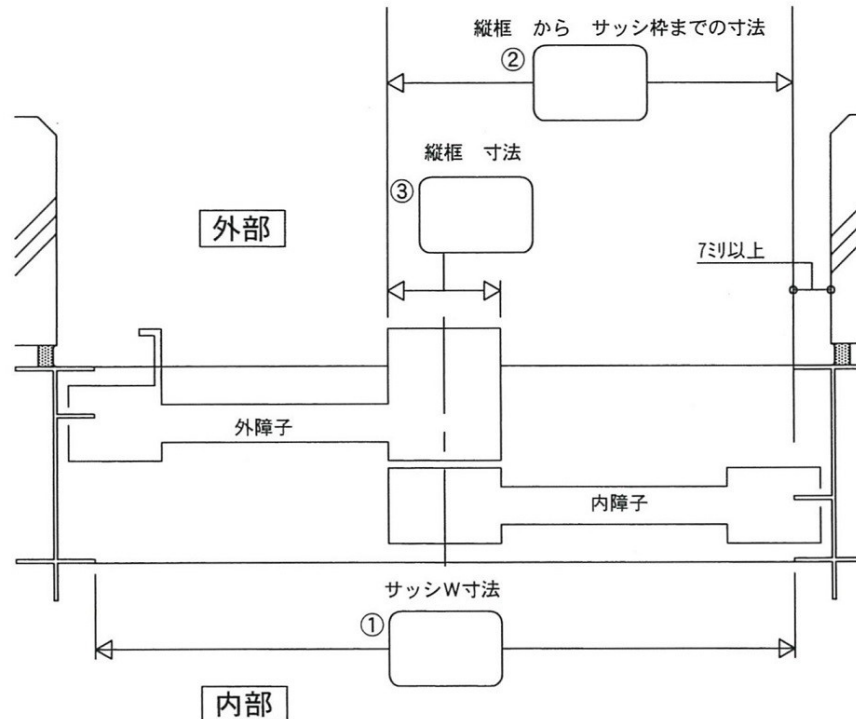 縦框 から サッシ枠までの寸法
②
縦框 寸法
③
外部
7ミリ以上
外障子
内障子
サッシW寸法
①
内部